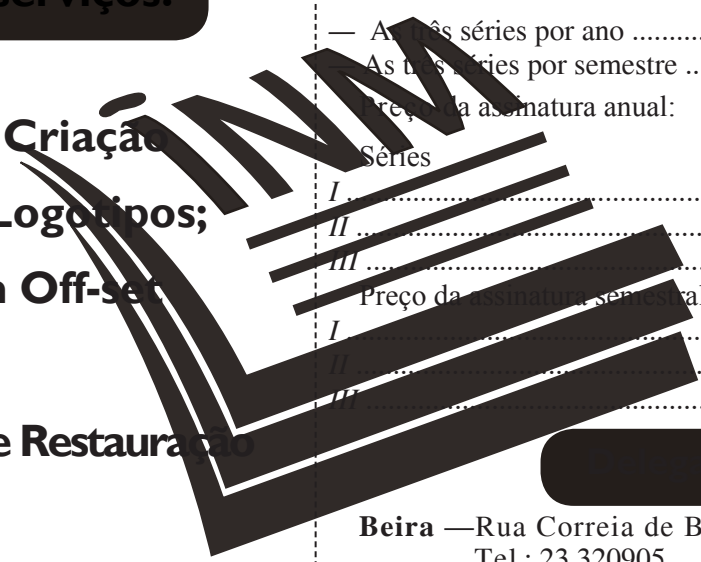 serviços:
Criação
Logotipos;
Off-set
e Restauração
INM
— As três séries por ano ..........
— As três séries por semestre ..
Preço da assinatura anual:
Séries
I ..................................................
II .................................................
III ................................................
Preço da assinatura semestral
I ..................................................
II .................................................
III ................................................
Beira —Rua Correia de B
Tel.: 23 320905